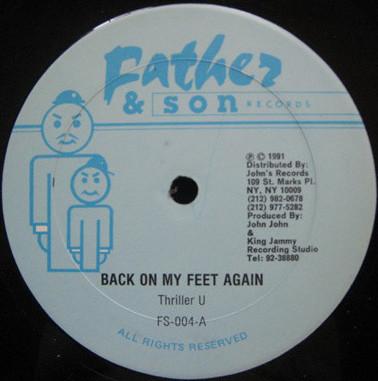 Father
& son RECORDS
℗ © 1991
Distributed By:
John's Records
109 St. Marks Pl.
NY, NY 10009
(212) 982-0678
(212) 977-5282
Produced By:
John John
&
King Jammy
Recording Studio
Tel: 92-38880
BACK ON MY FEET AGAIN
Thriller U
FS-004-A
ALL RIGHTS RESERVED